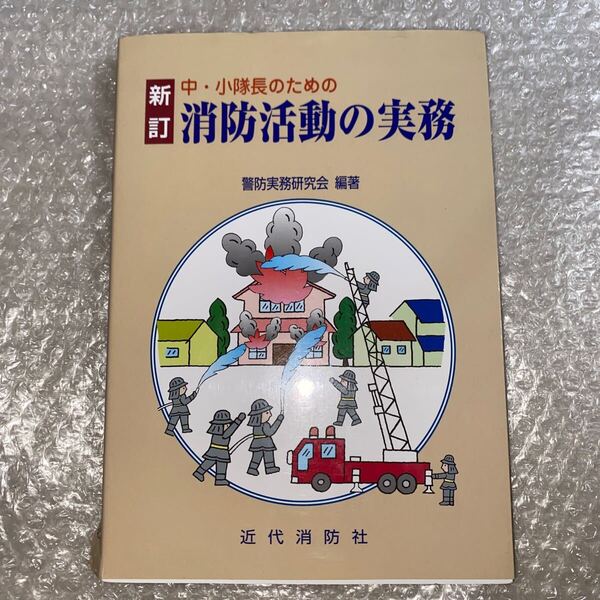 新訂
中・小隊長のための
消防活動の実務
警防実務研究会 編著
近代消防社